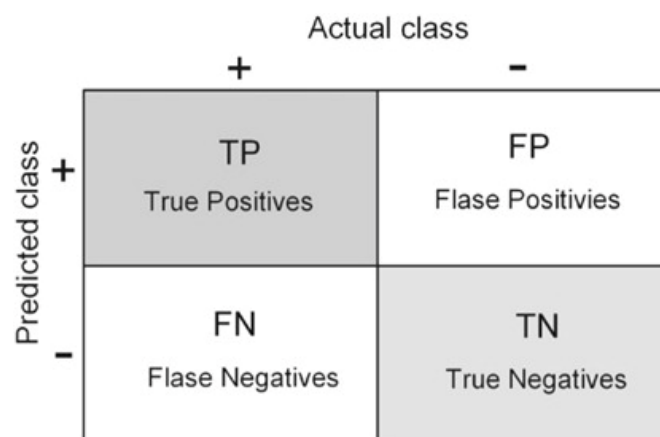 Actual class
+ -
Predicted class
+
TP
True Positives
FP
Flase Positivies
-
FN
Flase Negatives
TN
True Negatives